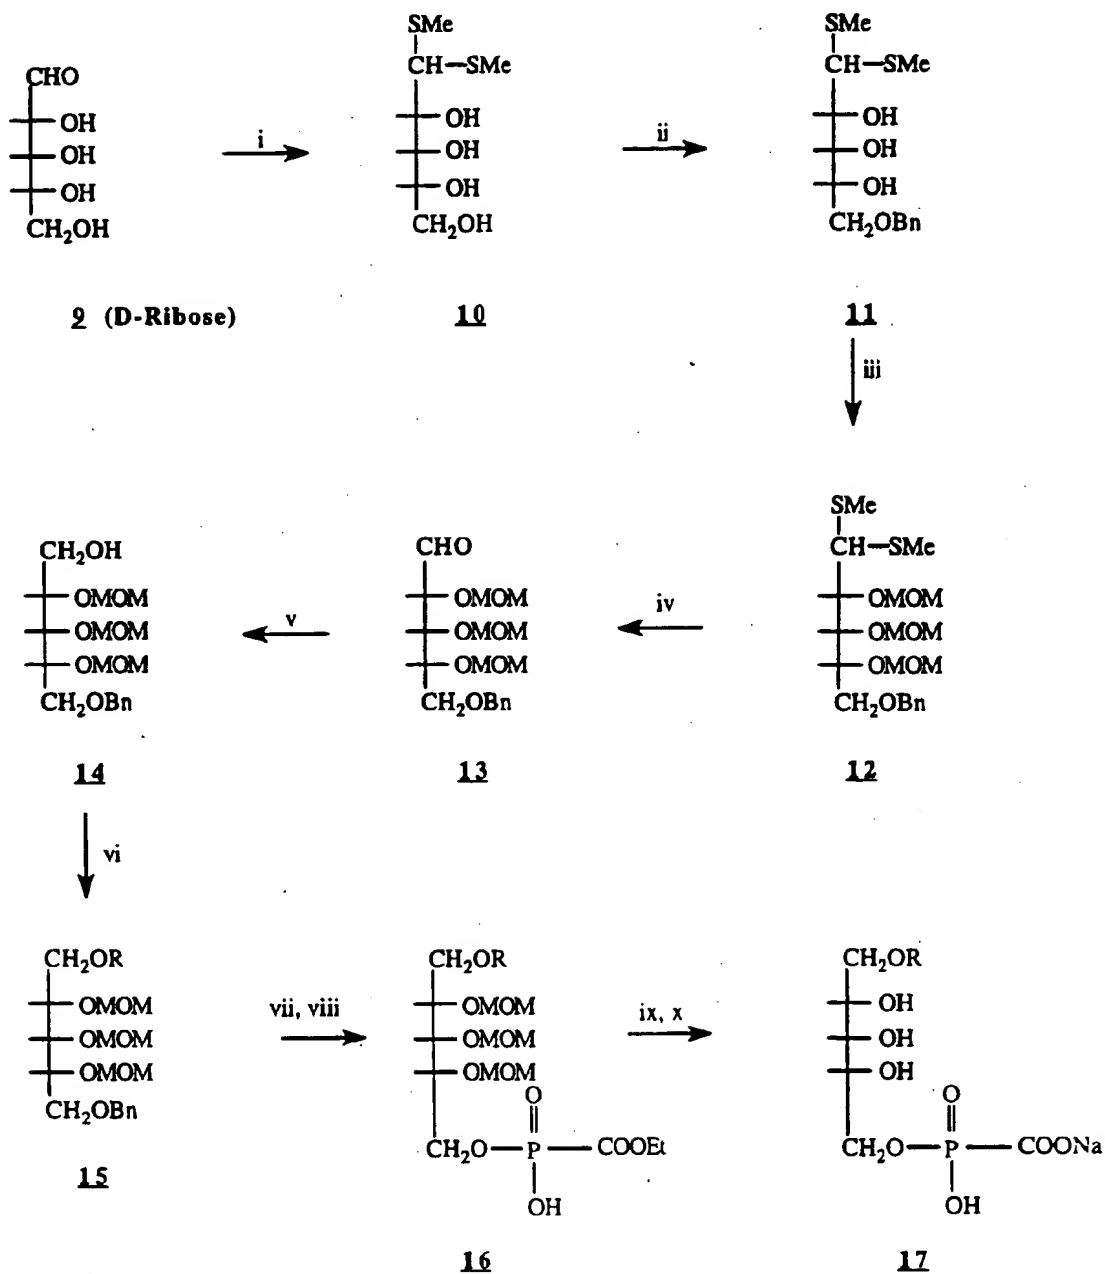 CHO
OH
OH
OH
CH2OH
9 (D-Ribose)
i
SMe
CH—SMe
OH
OH
OH
CH2OH
10
ii
SMe
CH—SMe
OH
OH
OH
CH2OBn
11
iii
CH2OH
OMOM
OMOM
OMOM
CH2OBn
14
v
CHO
OMOM
OMOM
OMOM
CH2OBn
13
iv
SMe
CH—SMe
OMOM
OMOM
OMOM
CH2OBn
12
vi
CH2OR
OMOM
OMOM
OMOM
CH2OBn
15
vii, viii
CH2OR
OMOM
OMOM
OMOM
O
CH2O—P—COOEt
OH
16
ix, x
CH2OR
OH
OH
OH
O
CH2O—P—COONa
OH
17